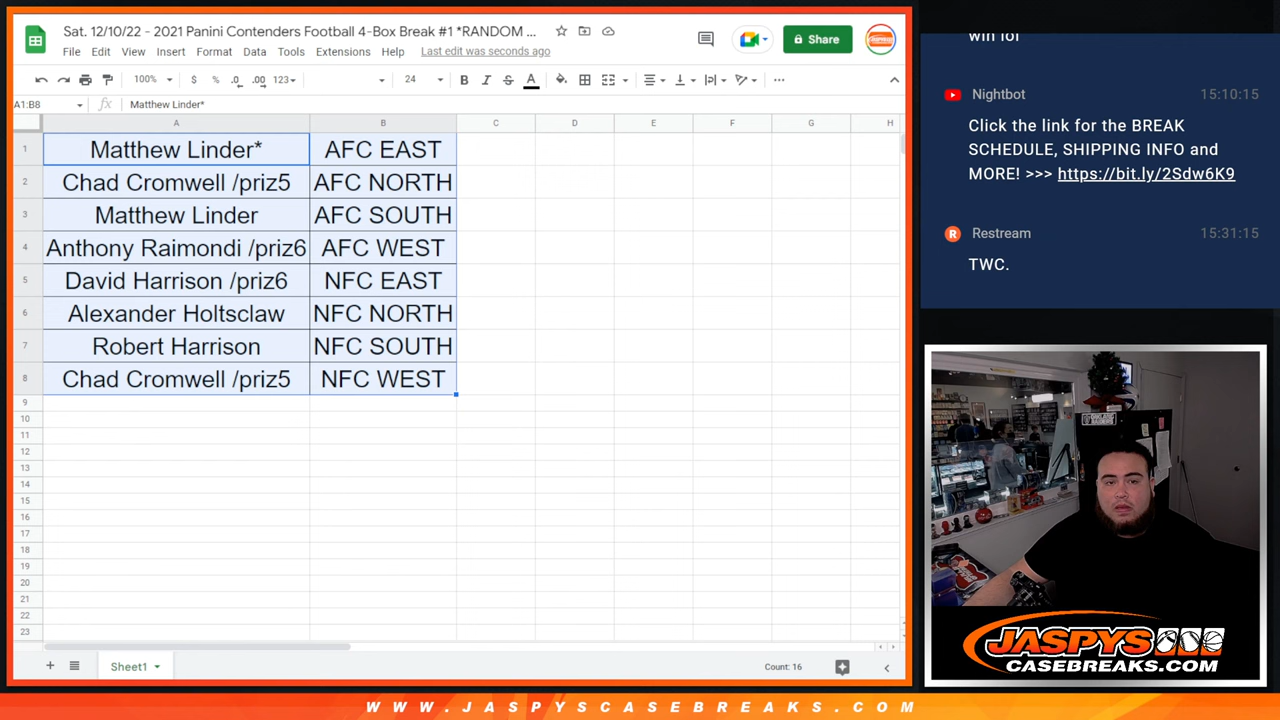 Sat. 12/10/22 - 2021 Panini Contenders Football 4-Box Break #1 *RANDOM ...
File Edit View Insert Format Data Tools Extensions Help Last edit was seconds ago
Share
100% $ % .0 .00 123 24 B I S A
A1:B8 fx Matthew Linder*
A B C D E F G H
1 Matthew Linder* AFC EAST
2 Chad Cromwell /priz5 AFC NORTH
3 Matthew Linder AFC SOUTH
4 Anthony Raimondi /priz6 AFC WEST
5 David Harrison /priz6 NFC EAST
6 Alexander Holtsclaw NFC NORTH
7 Robert Harrison NFC SOUTH
8 Chad Cromwell /priz5 NFC WEST
9
10
11
12
13
14
15
16
17
18
19
20
21
22
23
Sheet1
Count: 16
win for
Nightbot 15:10:15
Click the link for the BREAK
SCHEDULE, SHIPPING INFO and
MORE! >>> https://bit.ly/2Sdw6K9
Restream 15:31:15
TWC.
JASPYS
CASEBREAKS.COM
WWW.JASPYSCASEBREAKS.COM